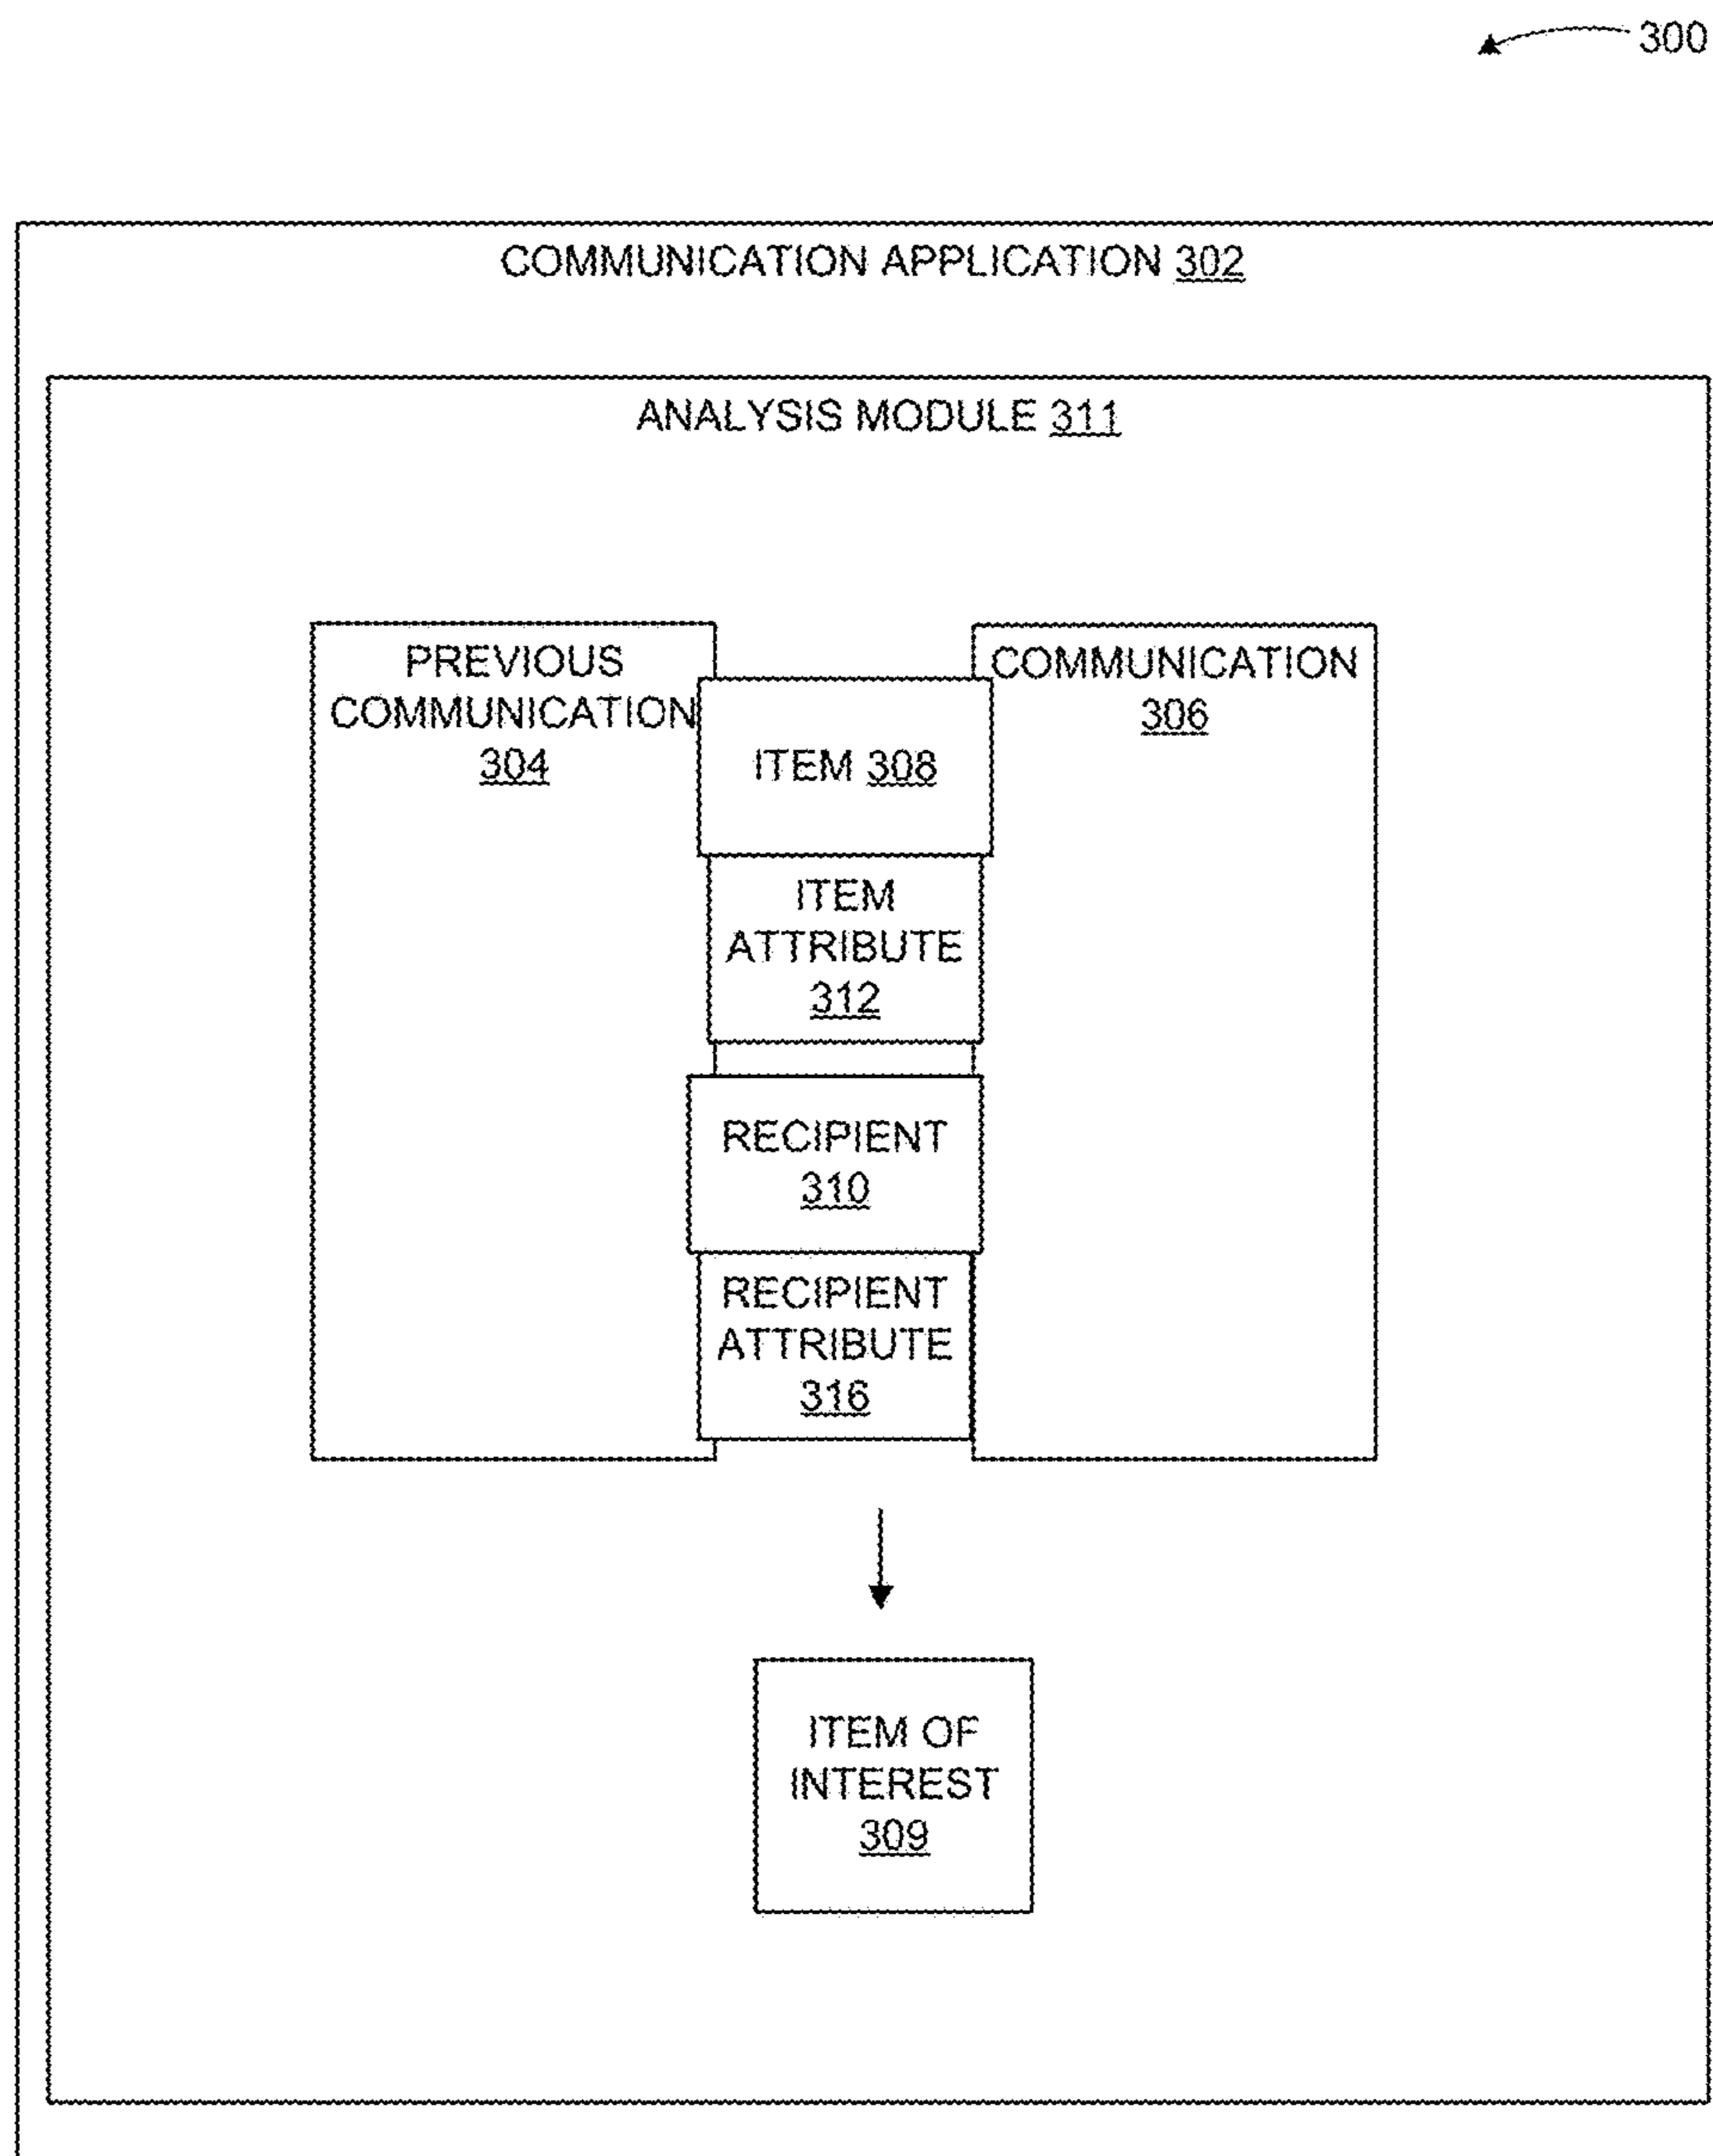 300
COMMUNICATION APPLICATION 302
ANALYSIS MODULE 311
PREVIOUS
COMMUNICATION
304
COMMUNICATION
306
ITEM 308
ITEM
ATTRIBUTE
312
RECIPIENT
310
RECIPIENT
ATTRIBUTE
316
ITEM OF
INTEREST
309